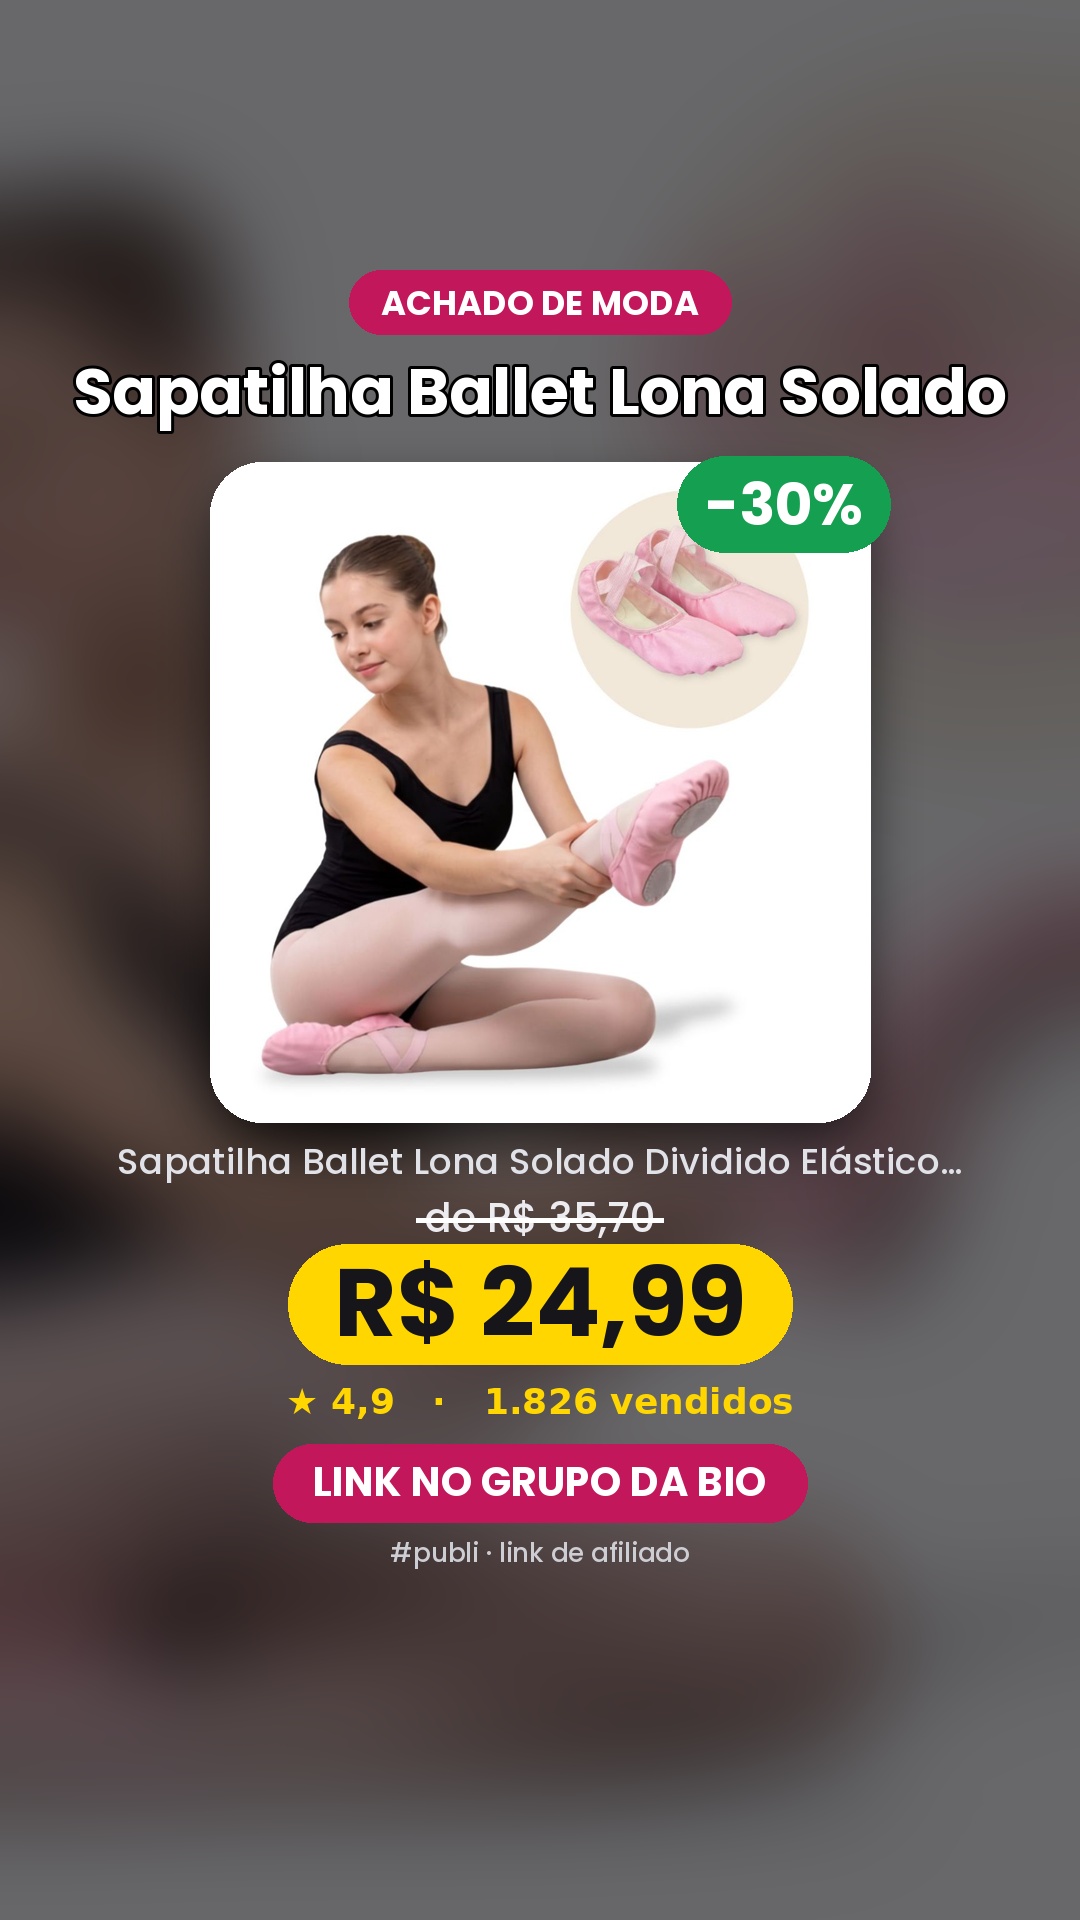 ACHADO DE MODA
Sapatilha Ballet Lona Solado
-30%
Sapatilha Ballet Lona Solado Dividido Elástico...
de R$ 35,70
R$ 24,99
★ 4,9 · 1.826 vendidos
LINK NO GRUPO DA BIO
#publi · link de afiliado